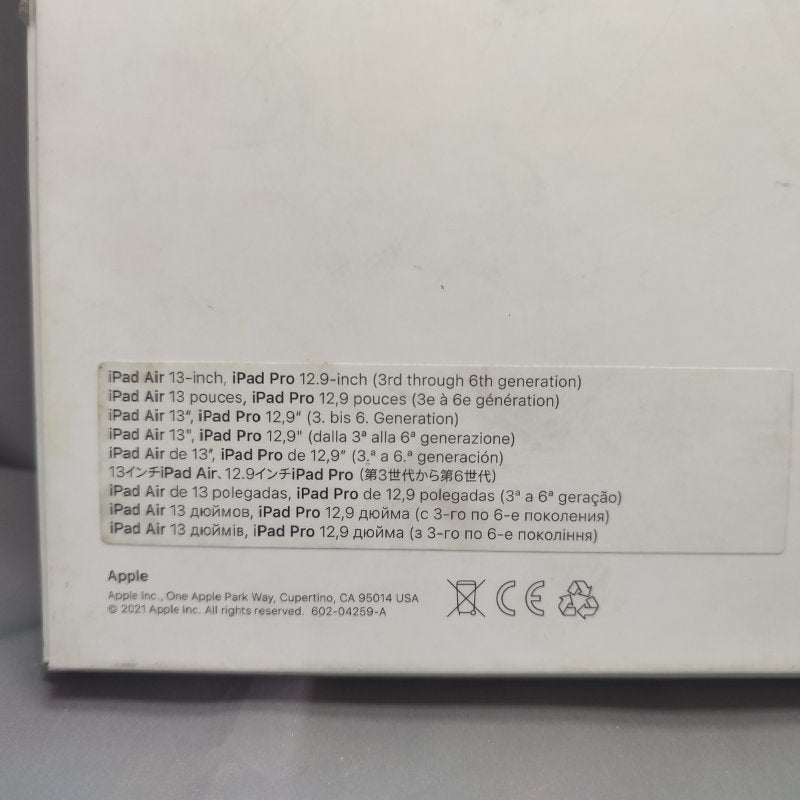 iPad Air 13-inch, iPad Pro 12.9-inch (3rd through 6th generation)
iPad Air 13 pouces, iPad Pro 12,9 pouces (3e à 6e génération)
iPad Air 13“, iPad Pro 12,9“ (3. bis 6. Generation)
iPad Air 13", iPad Pro 12,9" (dalla 3ª alla 6ª generazione)
iPad Air de 13”, iPad Pro de 12,9” (3.ª a 6.ª generación)
13インチiPad Air、12.9インチiPad Pro（第3世代から第6世代）
iPad Air de 13 polegadas, iPad Pro de 12,9 polegadas (3ª a 6ª geração)
iPad Air 13 дюймов, iPad Pro 12,9 дюйма (с 3-го по 6-е поколения)
iPad Air 13 дюймів, iPad Pro 12,9 дюйма (з 3-го по 6-е покоління)
Apple
Apple Inc., One Apple Park Way, Cupertino, CA 95014 USA
© 2021 Apple Inc. All rights reserved. 602-04259-A
CE